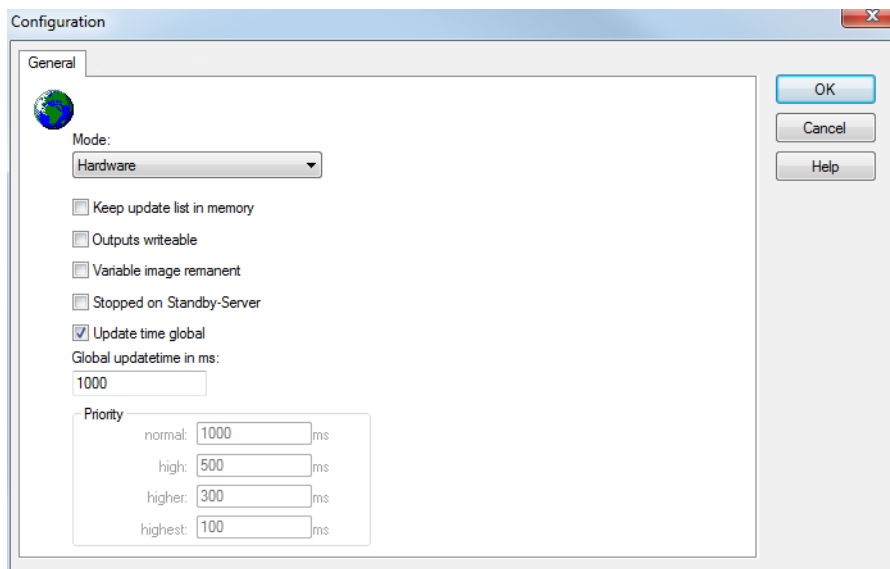 Configuration
General
OK
Cancel
Help
Mode:
Hardware
Keep update list in memory
Outputs writeable
Variable image remanent
Stopped on Standby-Server
Update time global
Global updatetime in ms:
1000
Priority
normal: 1000 ms
high: 500 ms
higher: 300 ms
highest: 100 ms